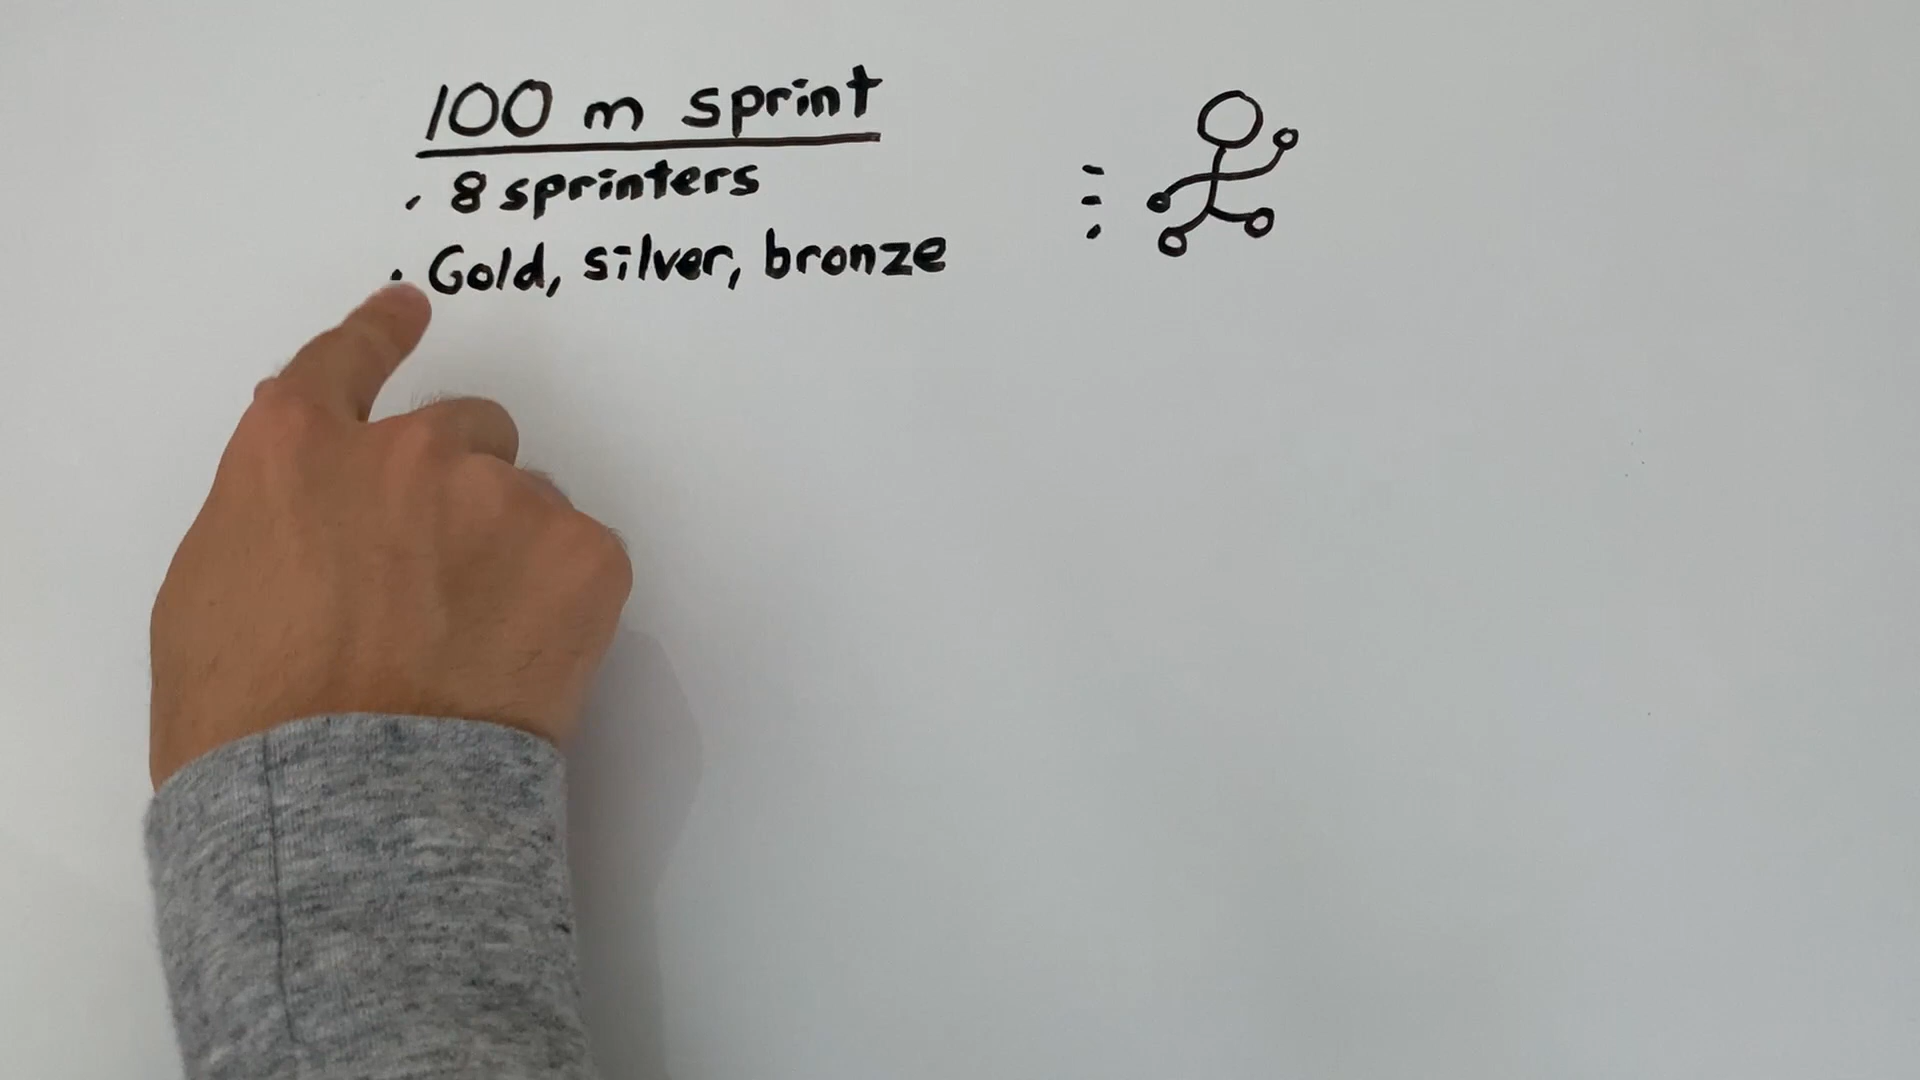 100 m sprint
• 8 sprinters
• Gold, silver, bronze